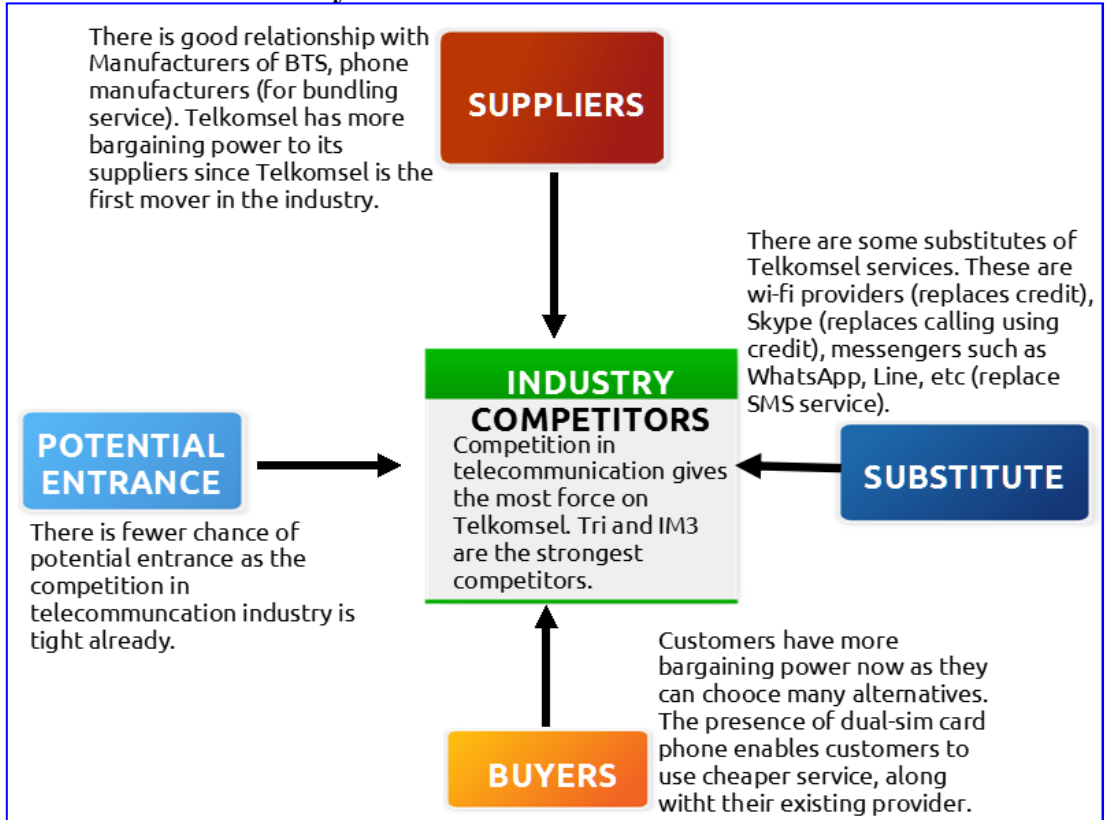 There is good relationship with
Manufacturers of BTS, phone
manufacturers (for bundling
service). Telkomsel has more
bargaining power to its
suppliers since Telkomsel is the
first mover in the industry.
SUPPLIERS
There are some substitutes of
Telkomsel services. These are
wi-fi providers (replaces credit),
Skype (replaces calling using
credit), messengers such as
WhatsApp, Line, etc (replace
SMS service).
INDUSTRY
COMPETITORS
Competition in
telecommunication gives
the most force on
Telkomsel. Tri and IM3
are the strongest
competitors.
POTENTIAL
ENTRANCE
There is fewer chance of
potential entrance as the
competition in
telecommuncation industry is
tight already.
SUBSTITUTE
Customers have more
bargaining power now as they
can chooce many alternatives.
The presence of dual-sim card
phone enables customers to
use cheaper service, along
witht their existing provider.
BUYERS